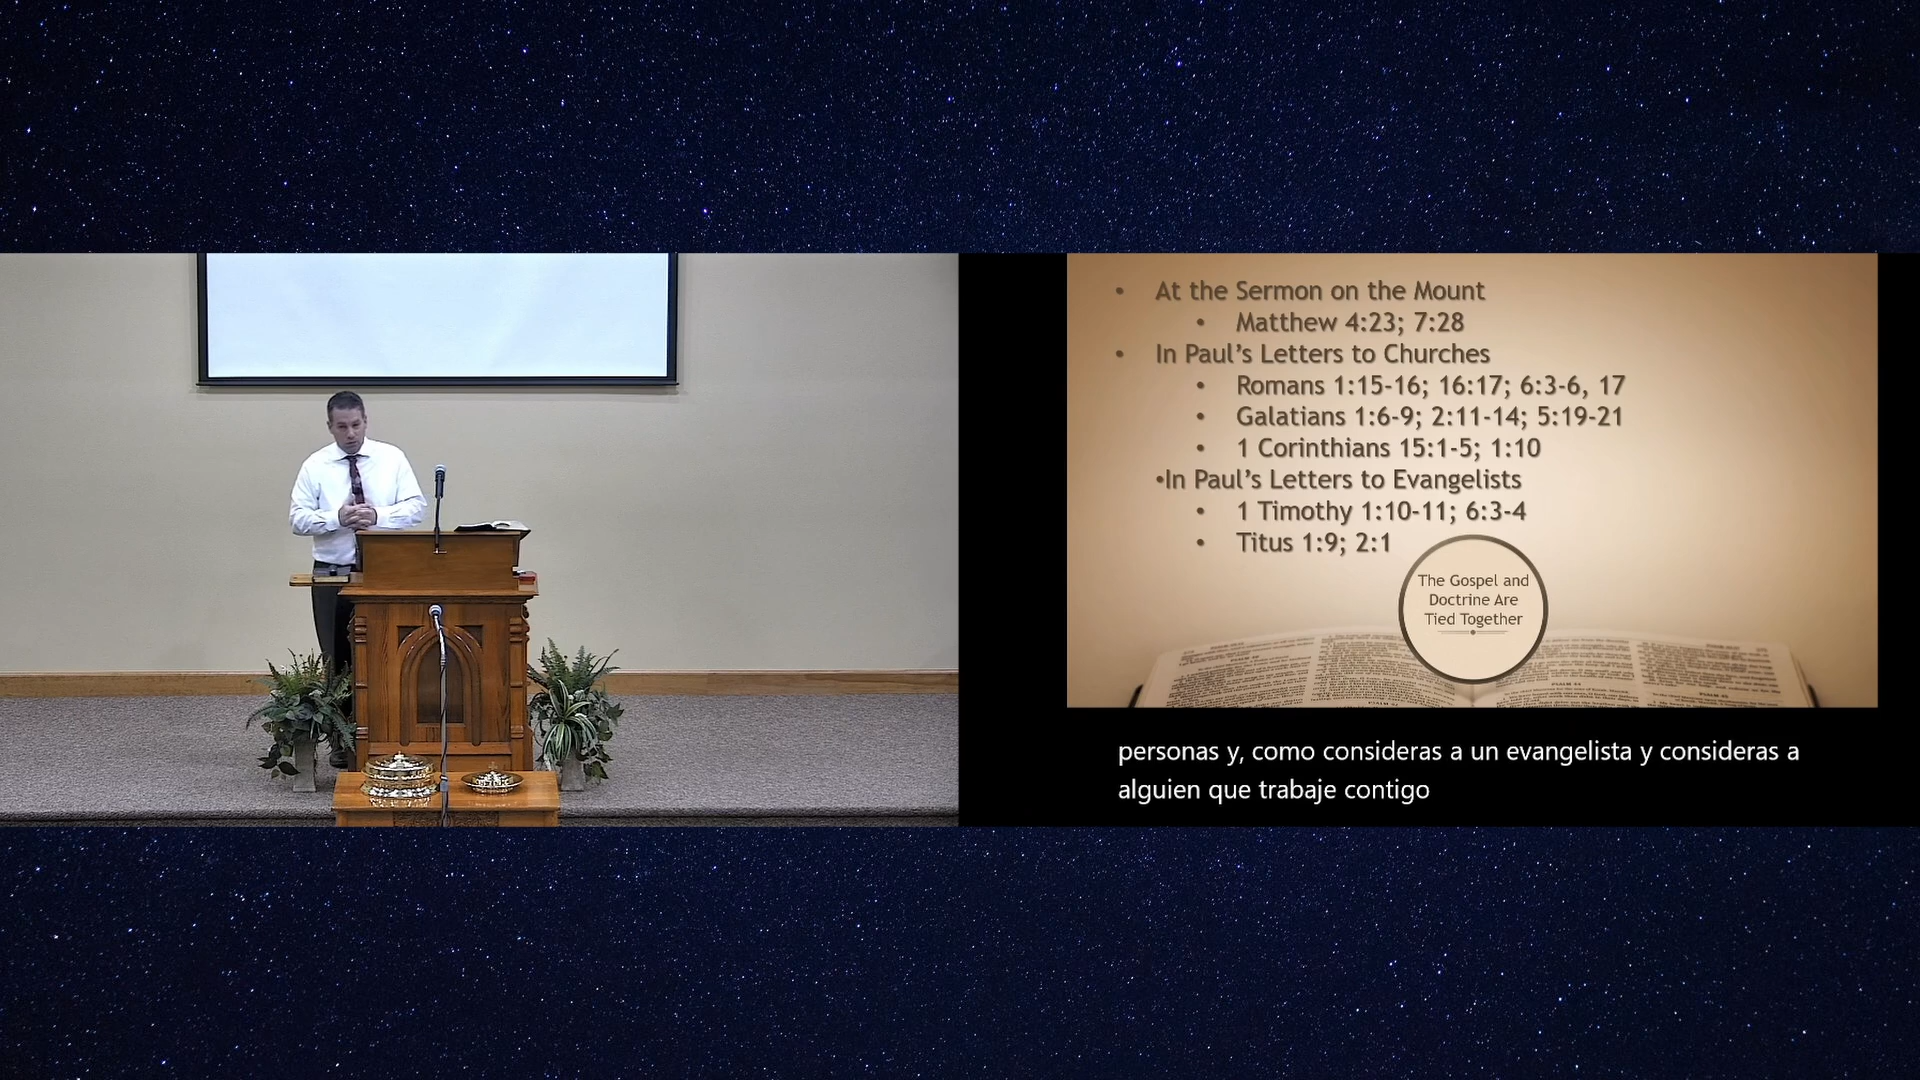 • At the Sermon on the Mount
• Matthew 4:23; 7:28
• In Paul's Letters to Churches
• Romans 1:15-16; 16:17; 6:3-6, 17
• Galatians 1:6-9; 2:11-14; 5:19-21
• 1 Corinthians 15:1-5; 1:10
•In Paul's Letters to Evangelists
• 1 Timothy 1:10-11; 6:3-4
• Titus 1:9; 2:1
The Gospel and
Doctrine Are
Tied Together
personas y, como consideras a un evangelista y consideras a
alguien que trabaje contigo